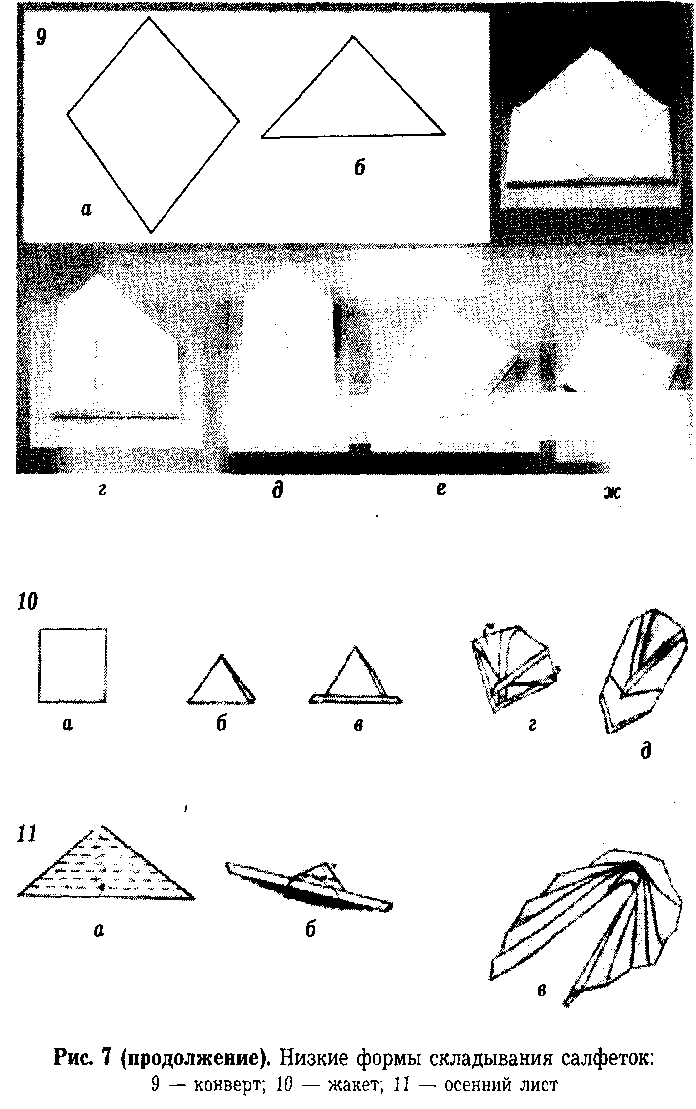 9
а
б
г д е ж
10
а б в г д
11
а б в
Рис. 7 (продолжение). Низкие формы складывания салфеток:
9 — конверт; 10 — жакет; 11 — осенний лист